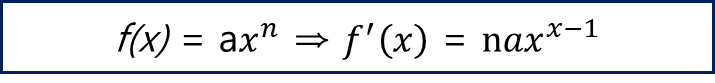 f(x) = axⁿ ⇒ f′(x) = naxˣ⁻¹